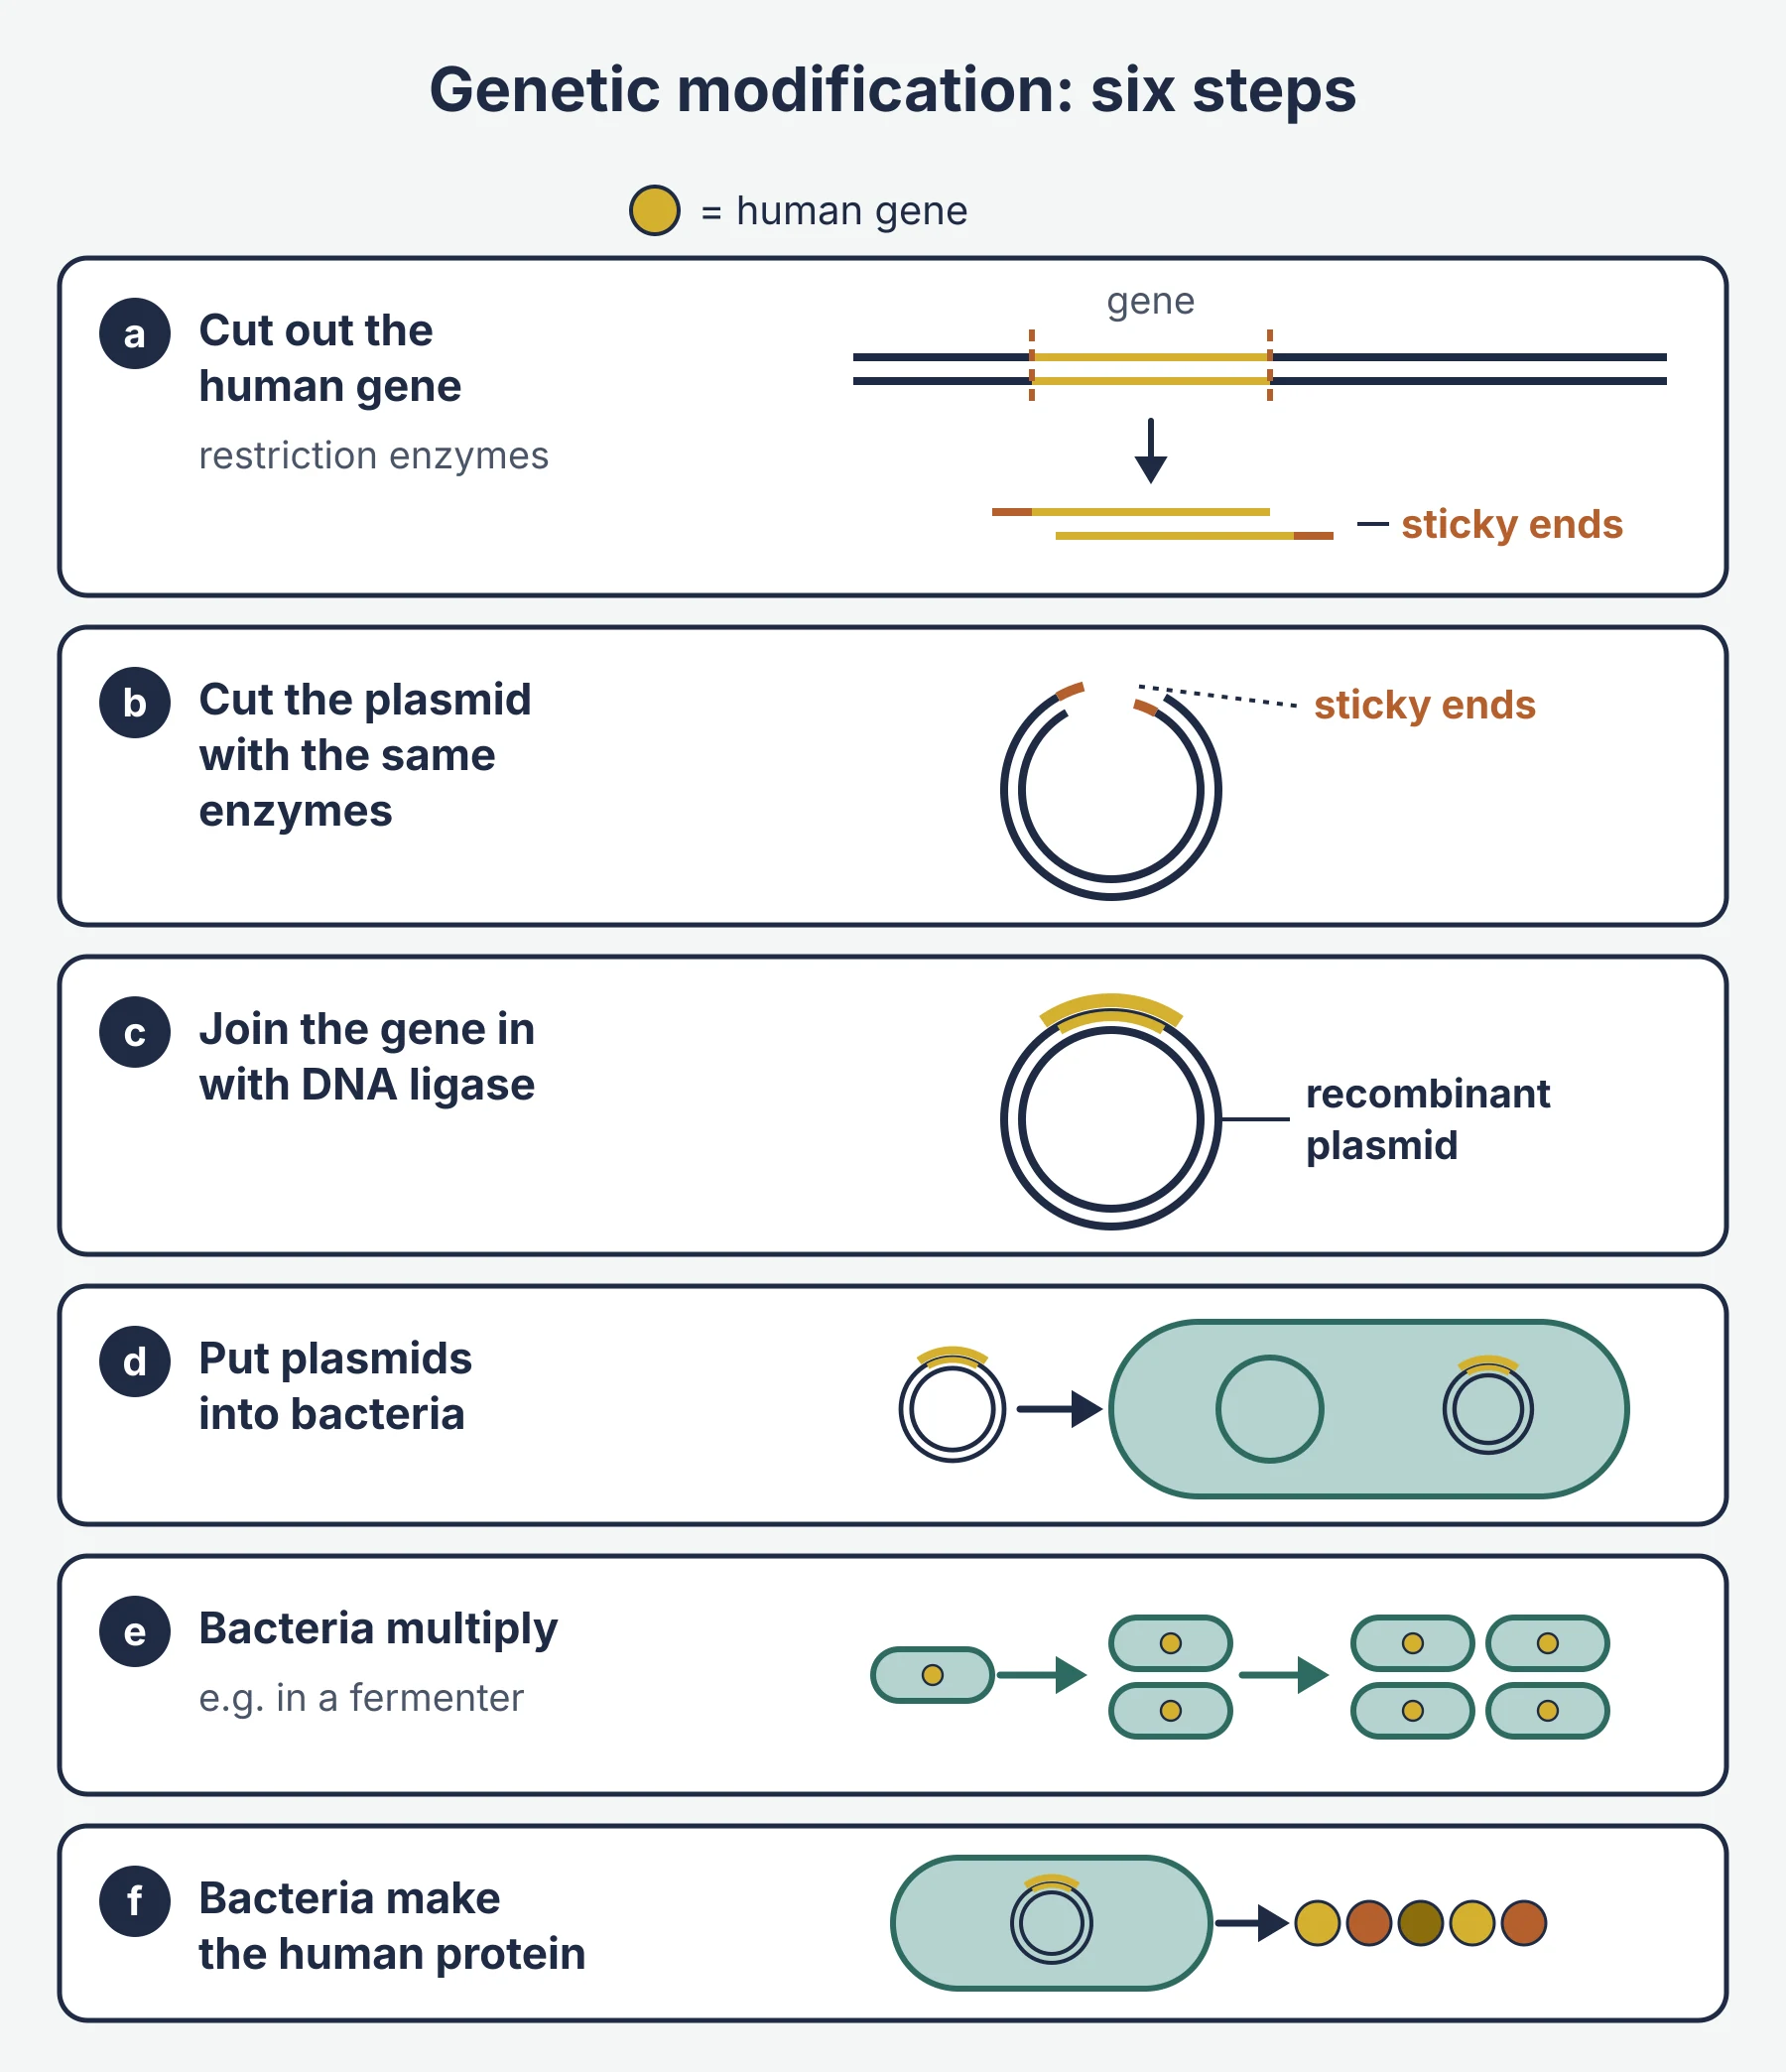 Genetic modification: six steps
= human gene
a
Cut out the
human gene
restriction enzymes
gene
sticky ends
b
Cut the plasmid
with the same
enzymes
sticky ends
c
Join the gene in
with DNA ligase
recombinant
plasmid
d
Put plasmids
into bacteria
e
Bacteria multiply
e.g. in a fermenter
f
Bacteria make
the human protein